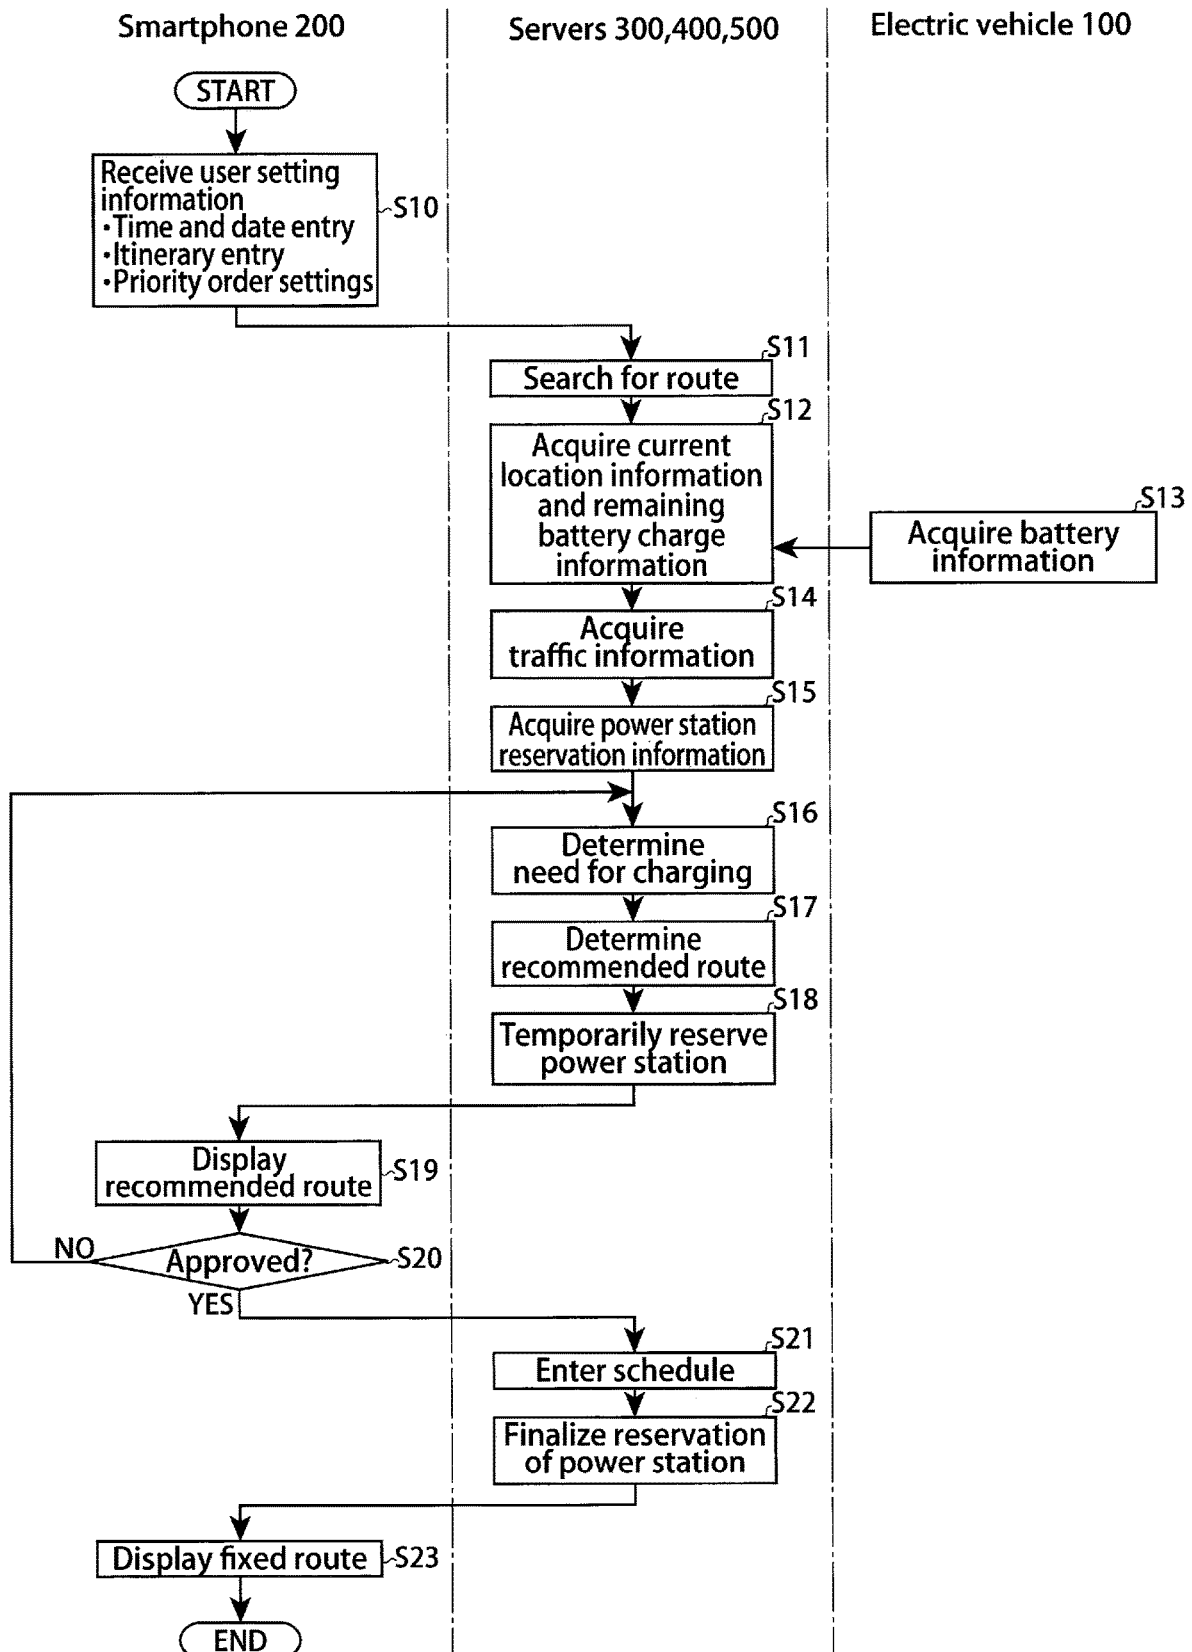 Smartphone 200
Servers 300,400,500
Electric vehicle 100
START
Receive user setting
information
・Time and date entry
・Itinerary entry
・Priority order settings
S10
S11
Search for route
S12
Acquire current
location information
and remaining
battery charge
information
S13
Acquire battery
information
S14
Acquire
traffic information
S15
Acquire power station
reservation information
S16
Determine
need for charging
S17
Determine
recommended route
S18
Temporarily reserve
power station
Display
recommended route
S19
NO
Approved?
S20
YES
S21
Enter schedule
S22
Finalize reservation
of power station
Display fixed route
S23
END